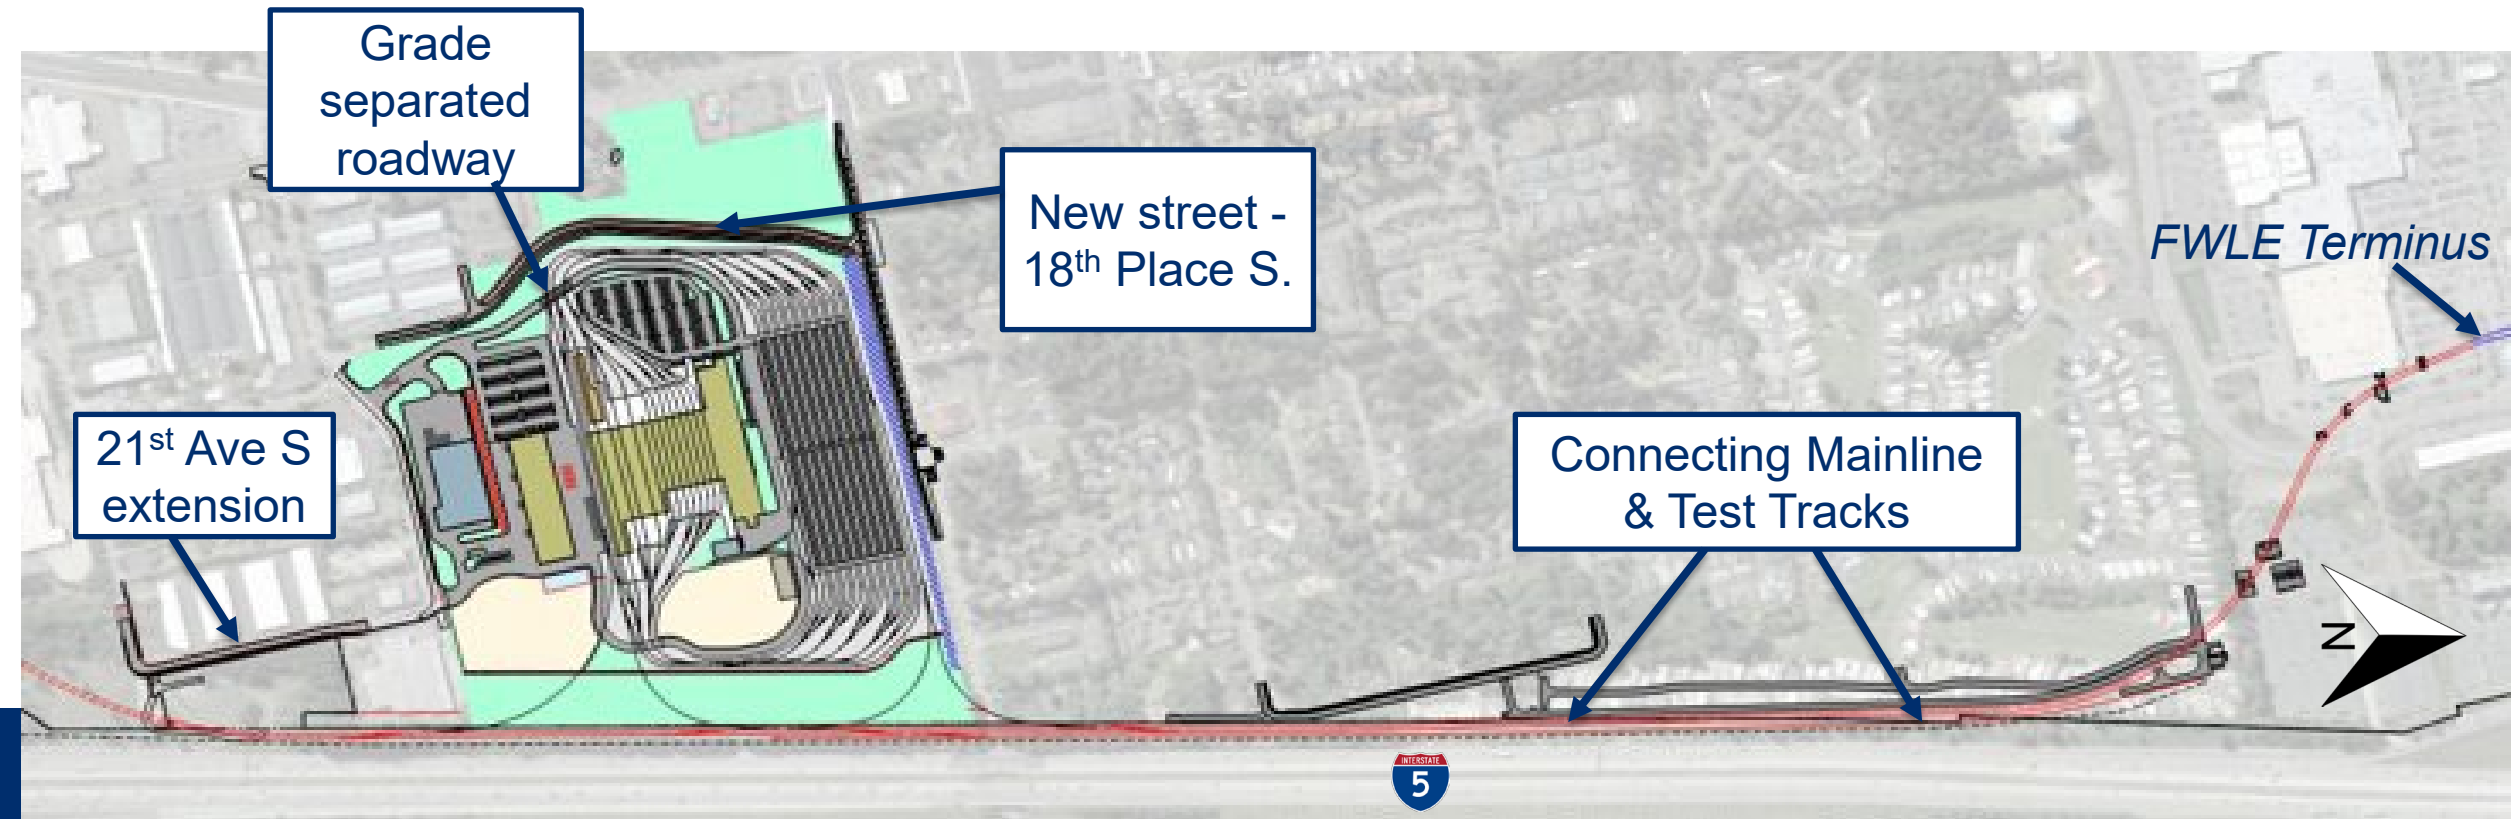 Grade
separated
roadway
New street -
18th Place S.
FWLE Terminus
21st Ave S
extension
Connecting Mainline
& Test Tracks
N
INTERSTATE
5